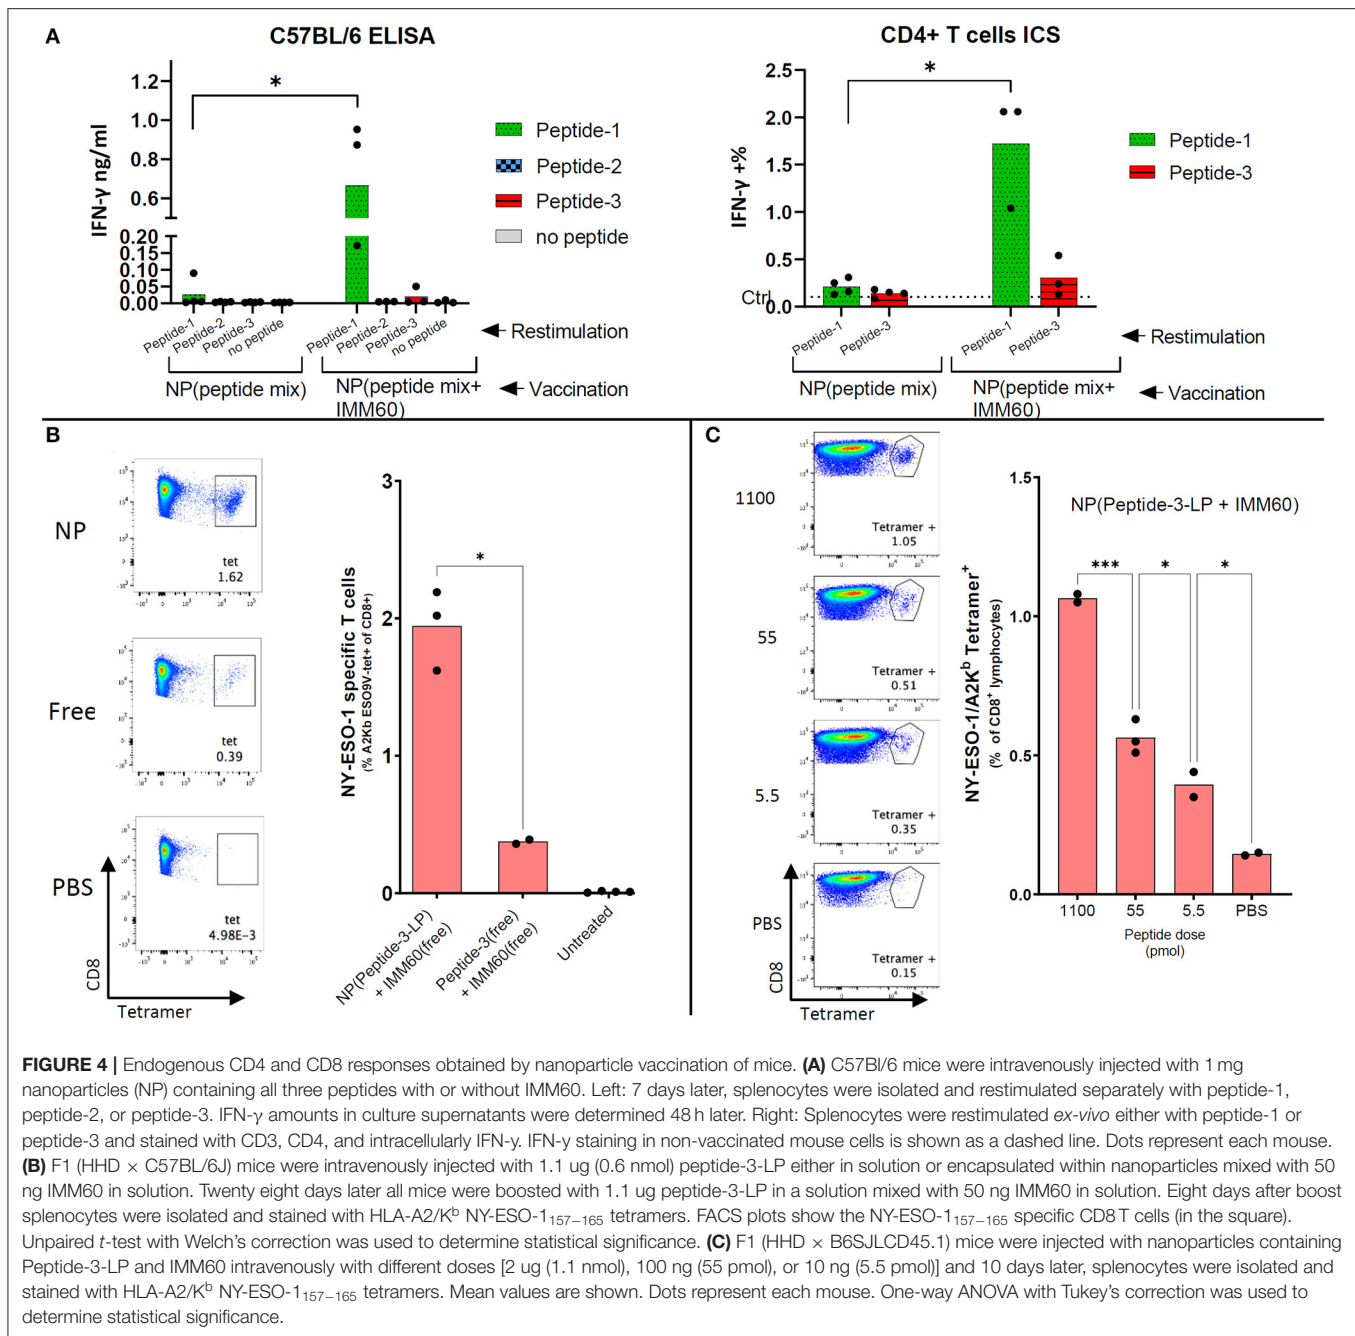 A
C57BL/6 ELISA
IFN-γ ng/ml
1.2
1.0
0.8
0.6
0.20
0.15
0.10
0.05
0.00
*
Peptide-1
Peptide-2
Peptide-3
no peptide
Peptide-1
Peptide-2
Peptide-3
no peptide
Peptide-1
Peptide-2
Peptide-3
no peptide
Restimulation
NP(peptide mix)
NP(peptide mix+
IMM60)
Vaccination
CD4+ T cells ICS
IFN-γ +%
2.5
2.0
1.5
1.0
0.5
0.0
Ctrl
*
Peptide-1
Peptide-3
Peptide-1
Peptide-3
Peptide-1
Peptide-3
Restimulation
NP(peptide mix)
NP(peptide mix+
IMM60)
Vaccination
B
NP
tet
1.62
Free
tet
0.39
PBS
tet
4.98E-3
CD8
Tetramer
NY-ESO-1 specific T cells
(% A2Kb ESO9V-tet+ of CD8+)
3
2
1
0
*
NP(Peptide-3-LP)
+ IMM60(free)
Peptide-3(free)
+ IMM60(free)
Untreated
C
1100
Tetramer +
1.05
55
Tetramer +
0.51
5.5
Tetramer +
0.35
PBS
Tetramer +
0.15
CD8
Tetramer
NP(Peptide-3-LP + IMM60)
NY-ESO-1/A2Kᵇ Tetramer⁺
(% of CD8⁺ lymphocytes)
1.5
1.0
0.5
0.0
***
*
*
1100
55
5.5
PBS
Peptide dose
(pmol)
FIGURE 4 | Endogenous CD4 and CD8 responses obtained by nanoparticle vaccination of mice. (A) C57Bl/6 mice were intravenously injected with 1 mg
nanoparticles (NP) containing all three peptides with or without IMM60. Left: 7 days later, splenocytes were isolated and restimulated separately with peptide-1,
peptide-2, or peptide-3. IFN-γ amounts in culture supernatants were determined 48 h later. Right: Splenocytes were restimulated ex-vivo either with peptide-1 or
peptide-3 and stained with CD3, CD4, and intracellularly IFN-y. IFN-y staining in non-vaccinated mouse cells is shown as a dashed line. Dots represent each mouse.
(B) F1 (HHD × C57BL/6J) mice were intravenously injected with 1.1 ug (0.6 nmol) peptide-3-LP either in solution or encapsulated within nanoparticles mixed with 50
ng IMM60 in solution. Twenty eight days later all mice were boosted with 1.1 ug peptide-3-LP in a solution mixed with 50 ng IMM60 in solution. Eight days after boost
splenocytes were isolated and stained with HLA-A2/Kᵇ NY-ESO-1₁₅₇₋₁₆₅ tetramers. FACS plots show the NY-ESO-1₁₅₇₋₁₆₅ specific CD8 T cells (in the square).
Unpaired t-test with Welch's correction was used to determine statistical significance. (C) F1 (HHD × B6SJLCD45.1) mice were injected with nanoparticles containing
Peptide-3-LP and IMM60 intravenously with different doses [2 ug (1.1 nmol), 100 ng (55 pmol), or 10 ng (5.5 pmol)] and 10 days later, splenocytes were isolated and
stained with HLA-A2/Kᵇ NY-ESO-1₁₅₇₋₁₆₅ tetramers. Mean values are shown. Dots represent each mouse. One-way ANOVA with Tukey's correction was used to
determine statistical significance.